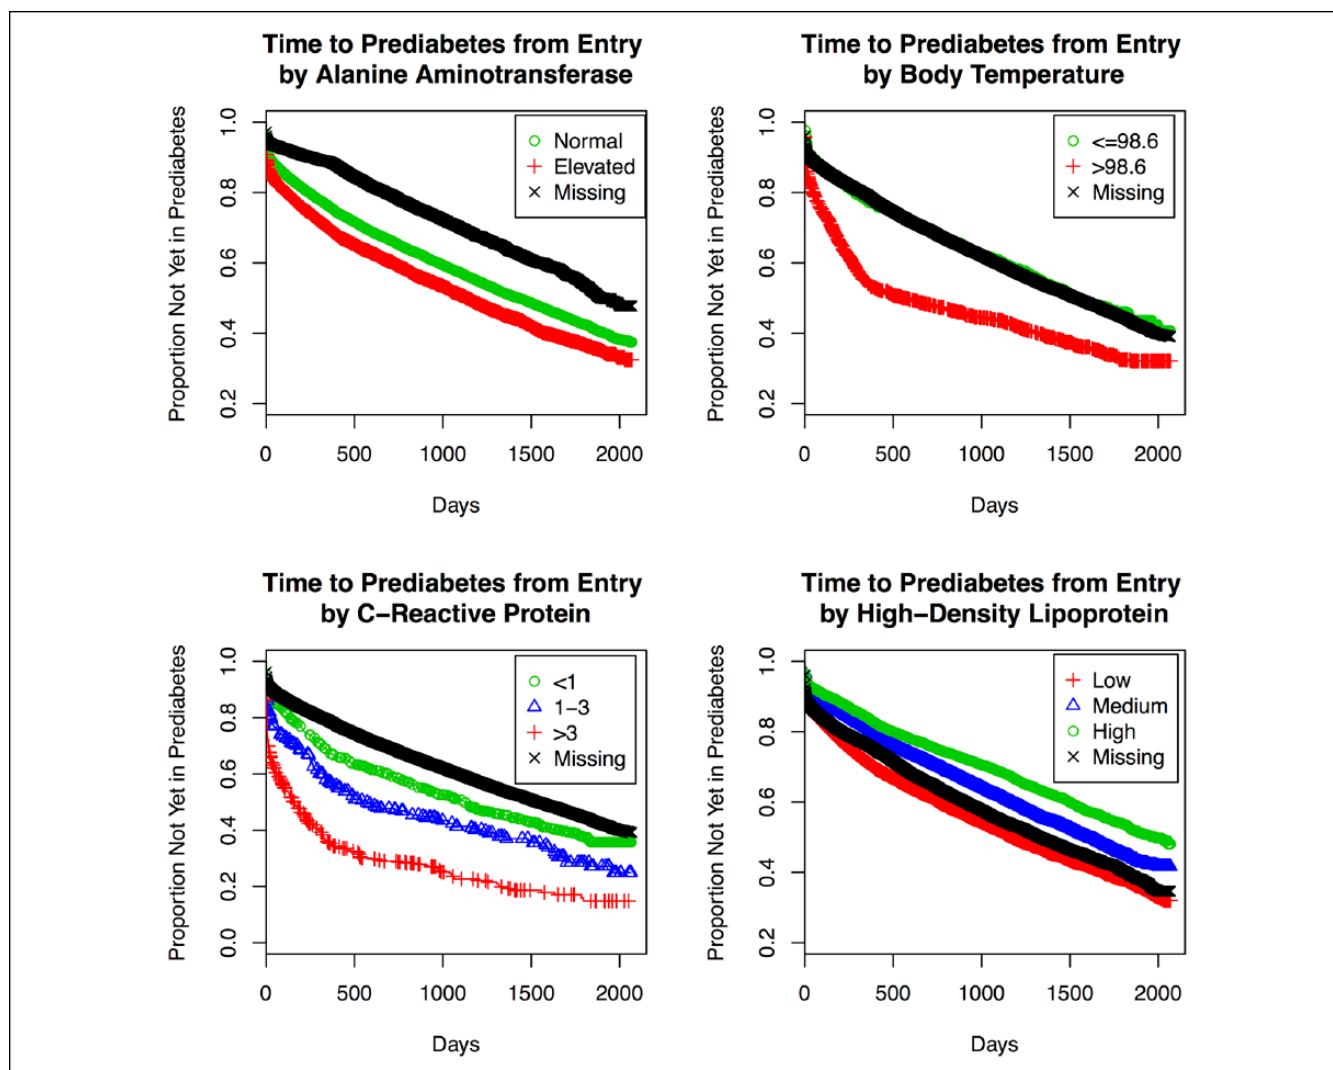 Time to Prediabetes from Entry
by Alanine Aminotransferase
Proportion Not Yet in Prediabetes
1.0
0.8
0.6
0.4
0.2
Normal
Elevated
Missing
0 500 1000 1500 2000
Days
Time to Prediabetes from Entry
by Body Temperature
Proportion Not Yet in Prediabetes
1.0
0.8
0.6
0.4
0.2
<=98.6
>98.6
Missing
0 500 1000 1500 2000
Days
Time to Prediabetes from Entry
by C−Reactive Protein
Proportion Not Yet in Prediabetes
1.0
0.8
0.6
0.4
0.2
0.0
<1
1−3
>3
Missing
0 500 1000 1500 2000
Days
Time to Prediabetes from Entry
by High−Density Lipoprotein
Proportion Not Yet in Prediabetes
1.0
0.8
0.6
0.4
0.2
Low
Medium
High
Missing
0 500 1000 1500 2000
Days